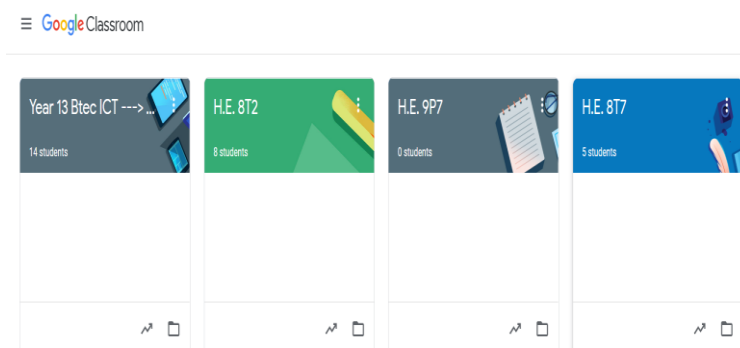 Google Classroom
Year 13 Btec ICT ---> ...
14 students
H.E. 8T2
8 students
H.E. 9P7
0 students
H.E. 8T7
5 students